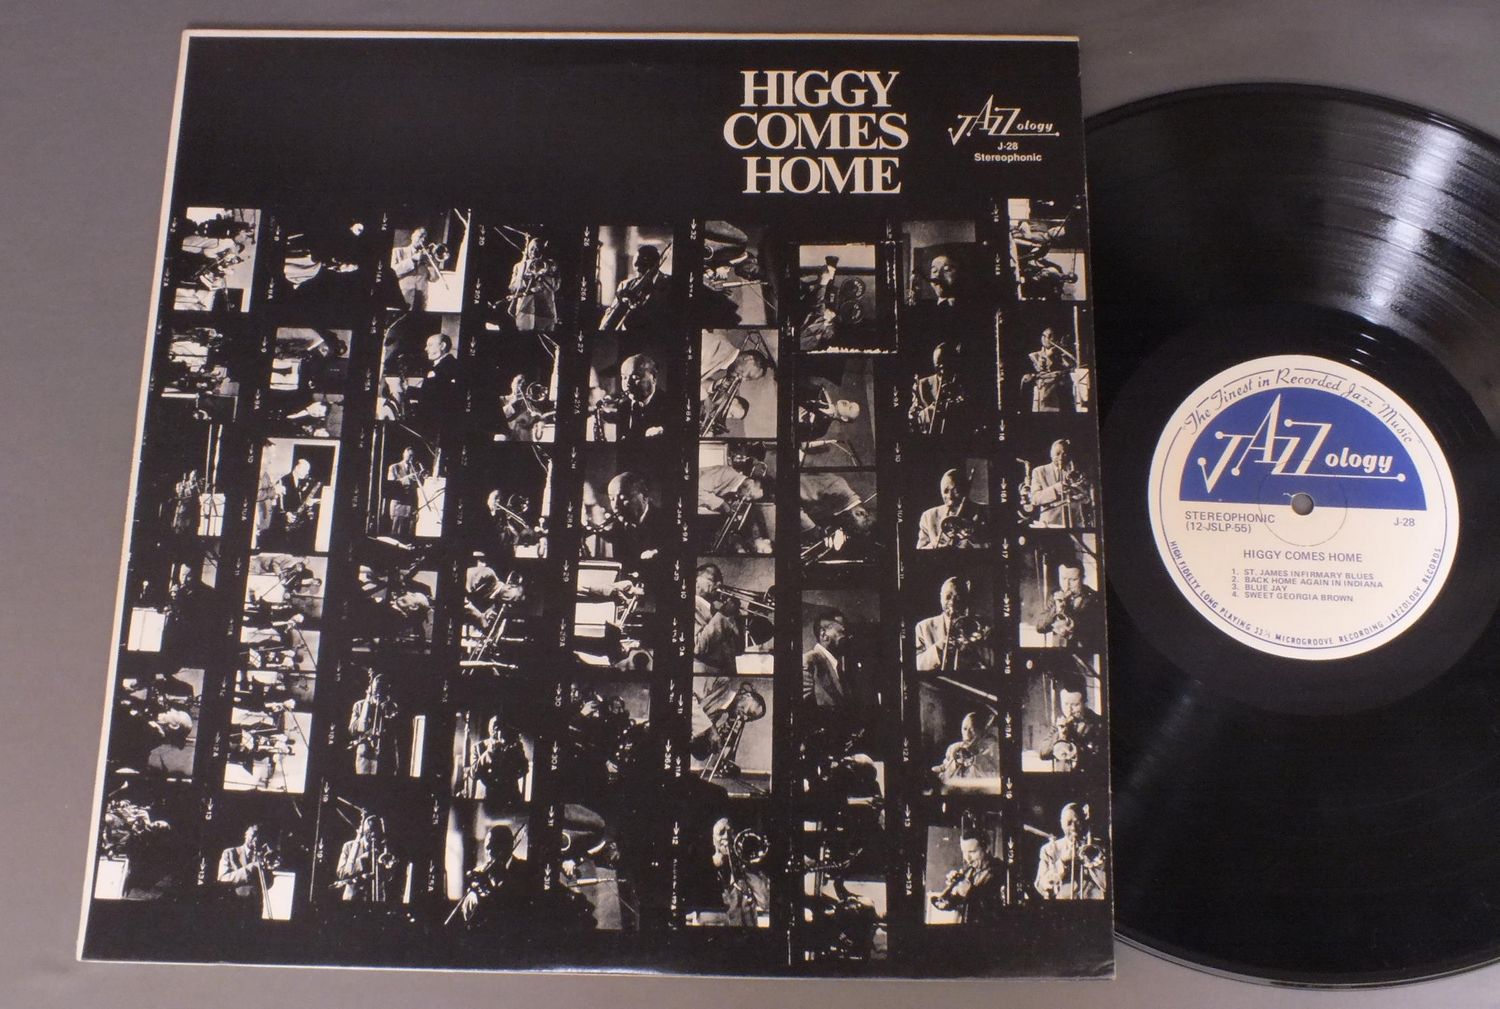 HIGGY
COMES
HOME
JAZZology
J-28
Stereophonic
The Finest in Recorded Jazz Music
JAZZology
STEREOPHONIC
(12-JSLP-55)
J-28
HIGGY COMES HOME
1. ST. JAMES INFIRMARY BLUES
2. BACK HOME AGAIN IN INDIANA
3. BLUE JAY
4. SWEET GEORGIA BROWN
HIGH FIDELITY LONG PLAYING 33⅓ MICROGROOVE RECORDING-JAZZOLOGY RECORDS